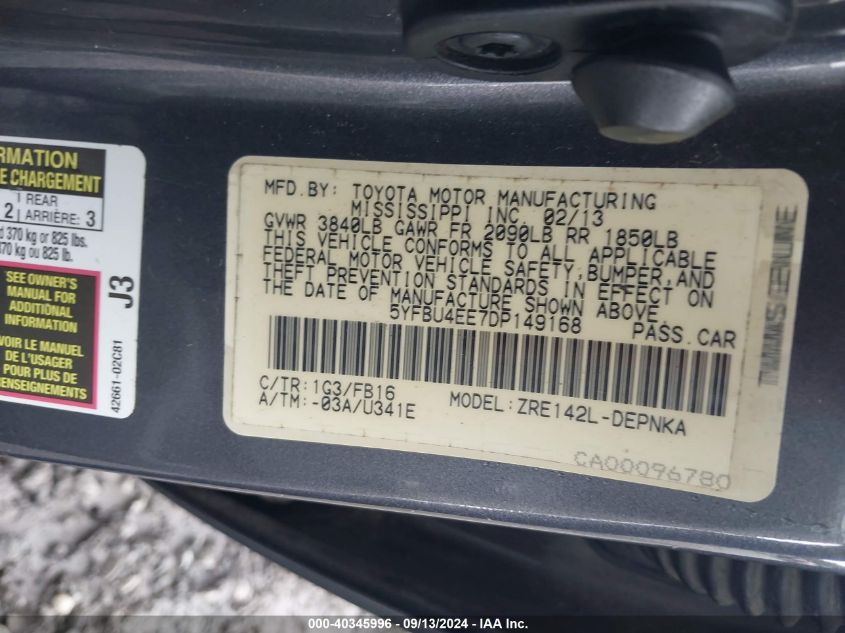 RMATION
E CHARGEMENT
1 REAR
2 ARRIÈRE: 3
d 370 kg or 825 lbs.
370 kg ou 825 lb.
SEE OWNER'S
MANUAL FOR
ADDITIONAL
INFORMATION
VOIR LE MANUEL
DE L'USAGER
POUR PLUS DE
RENSEIGNEMENTS
J3
42661-02C81
MFD.BY: TOYOTA MOTOR MANUFACTURING
MISSISSIPPI INC. 02/13
GVWR 3840LB GAWR FR 2090LB RR 1850LB
THIS VEHICLE CONFORMS TO ALL APPLICABLE
FEDERAL MOTOR VEHICLE SAFETY, BUMPER, AND
THEFT PREVENTION STANDARDS IN EFFECT ON
THE DATE OF MANUFACTURE SHOWN ABOVE.
5YFBU4EE7DP149168 PASS.CAR
C/TR:1G3/FB16
A/TM:-03A/U341E MODEL:ZRE142L-DEPNKA
CA00096780
GENUINE
000-40345996 - 09/13/2024 - IAA Inc.